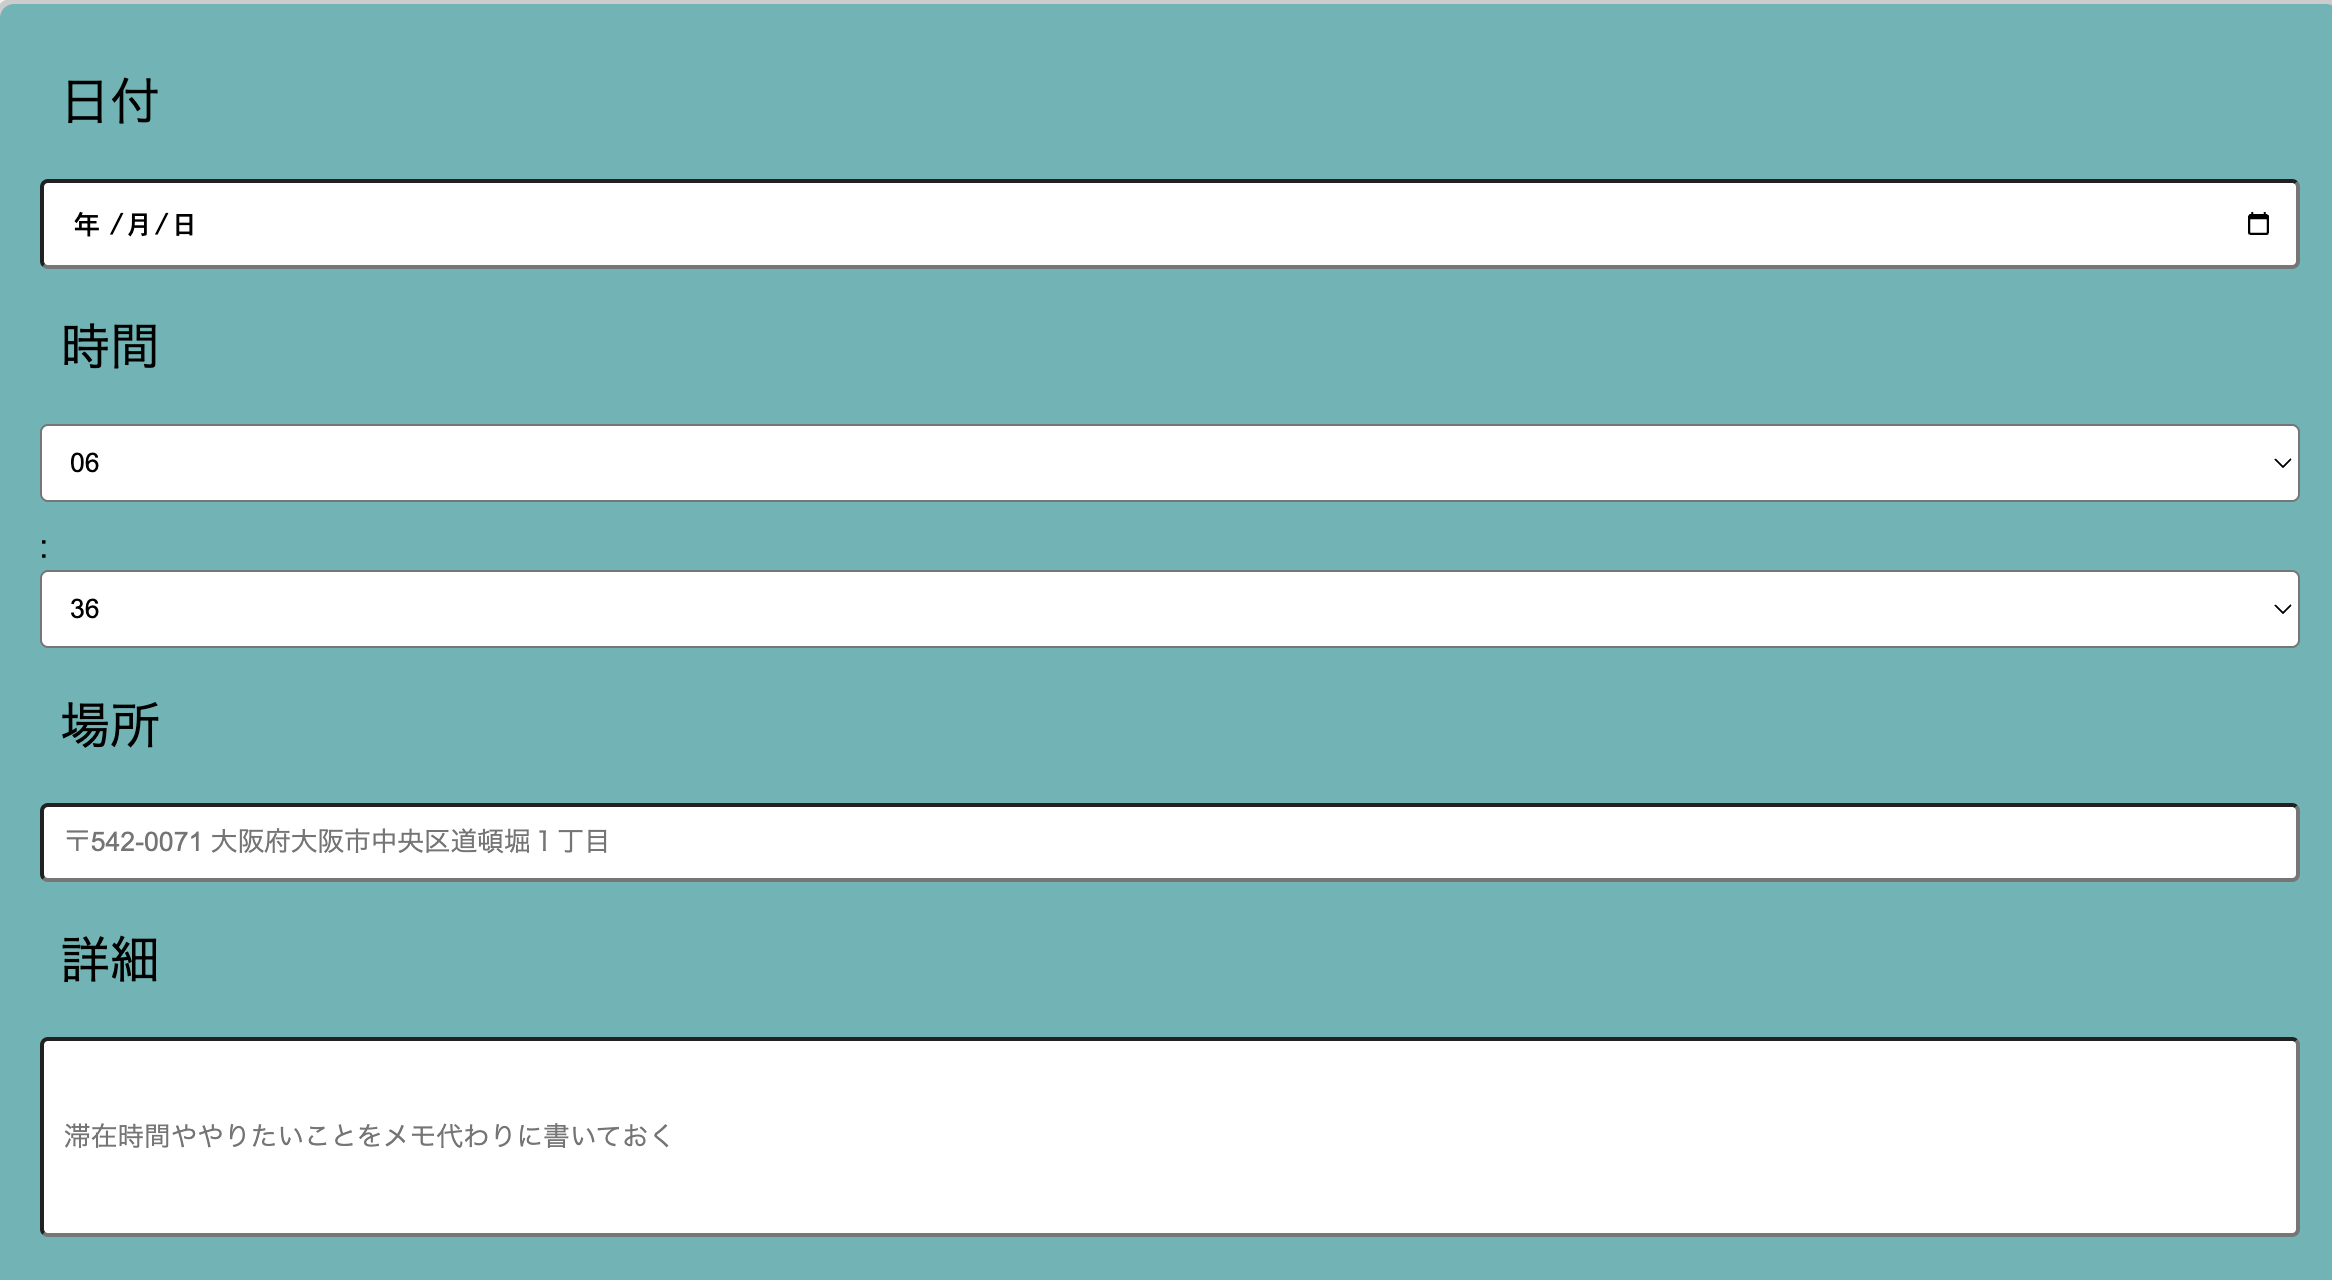 日付
年 /月/日
時間
06
:
36
場所
〒542-0071 大阪府大阪市中央区道頓堀１丁目
詳細
滞在時間ややりたいことをメモ代わりに書いておく